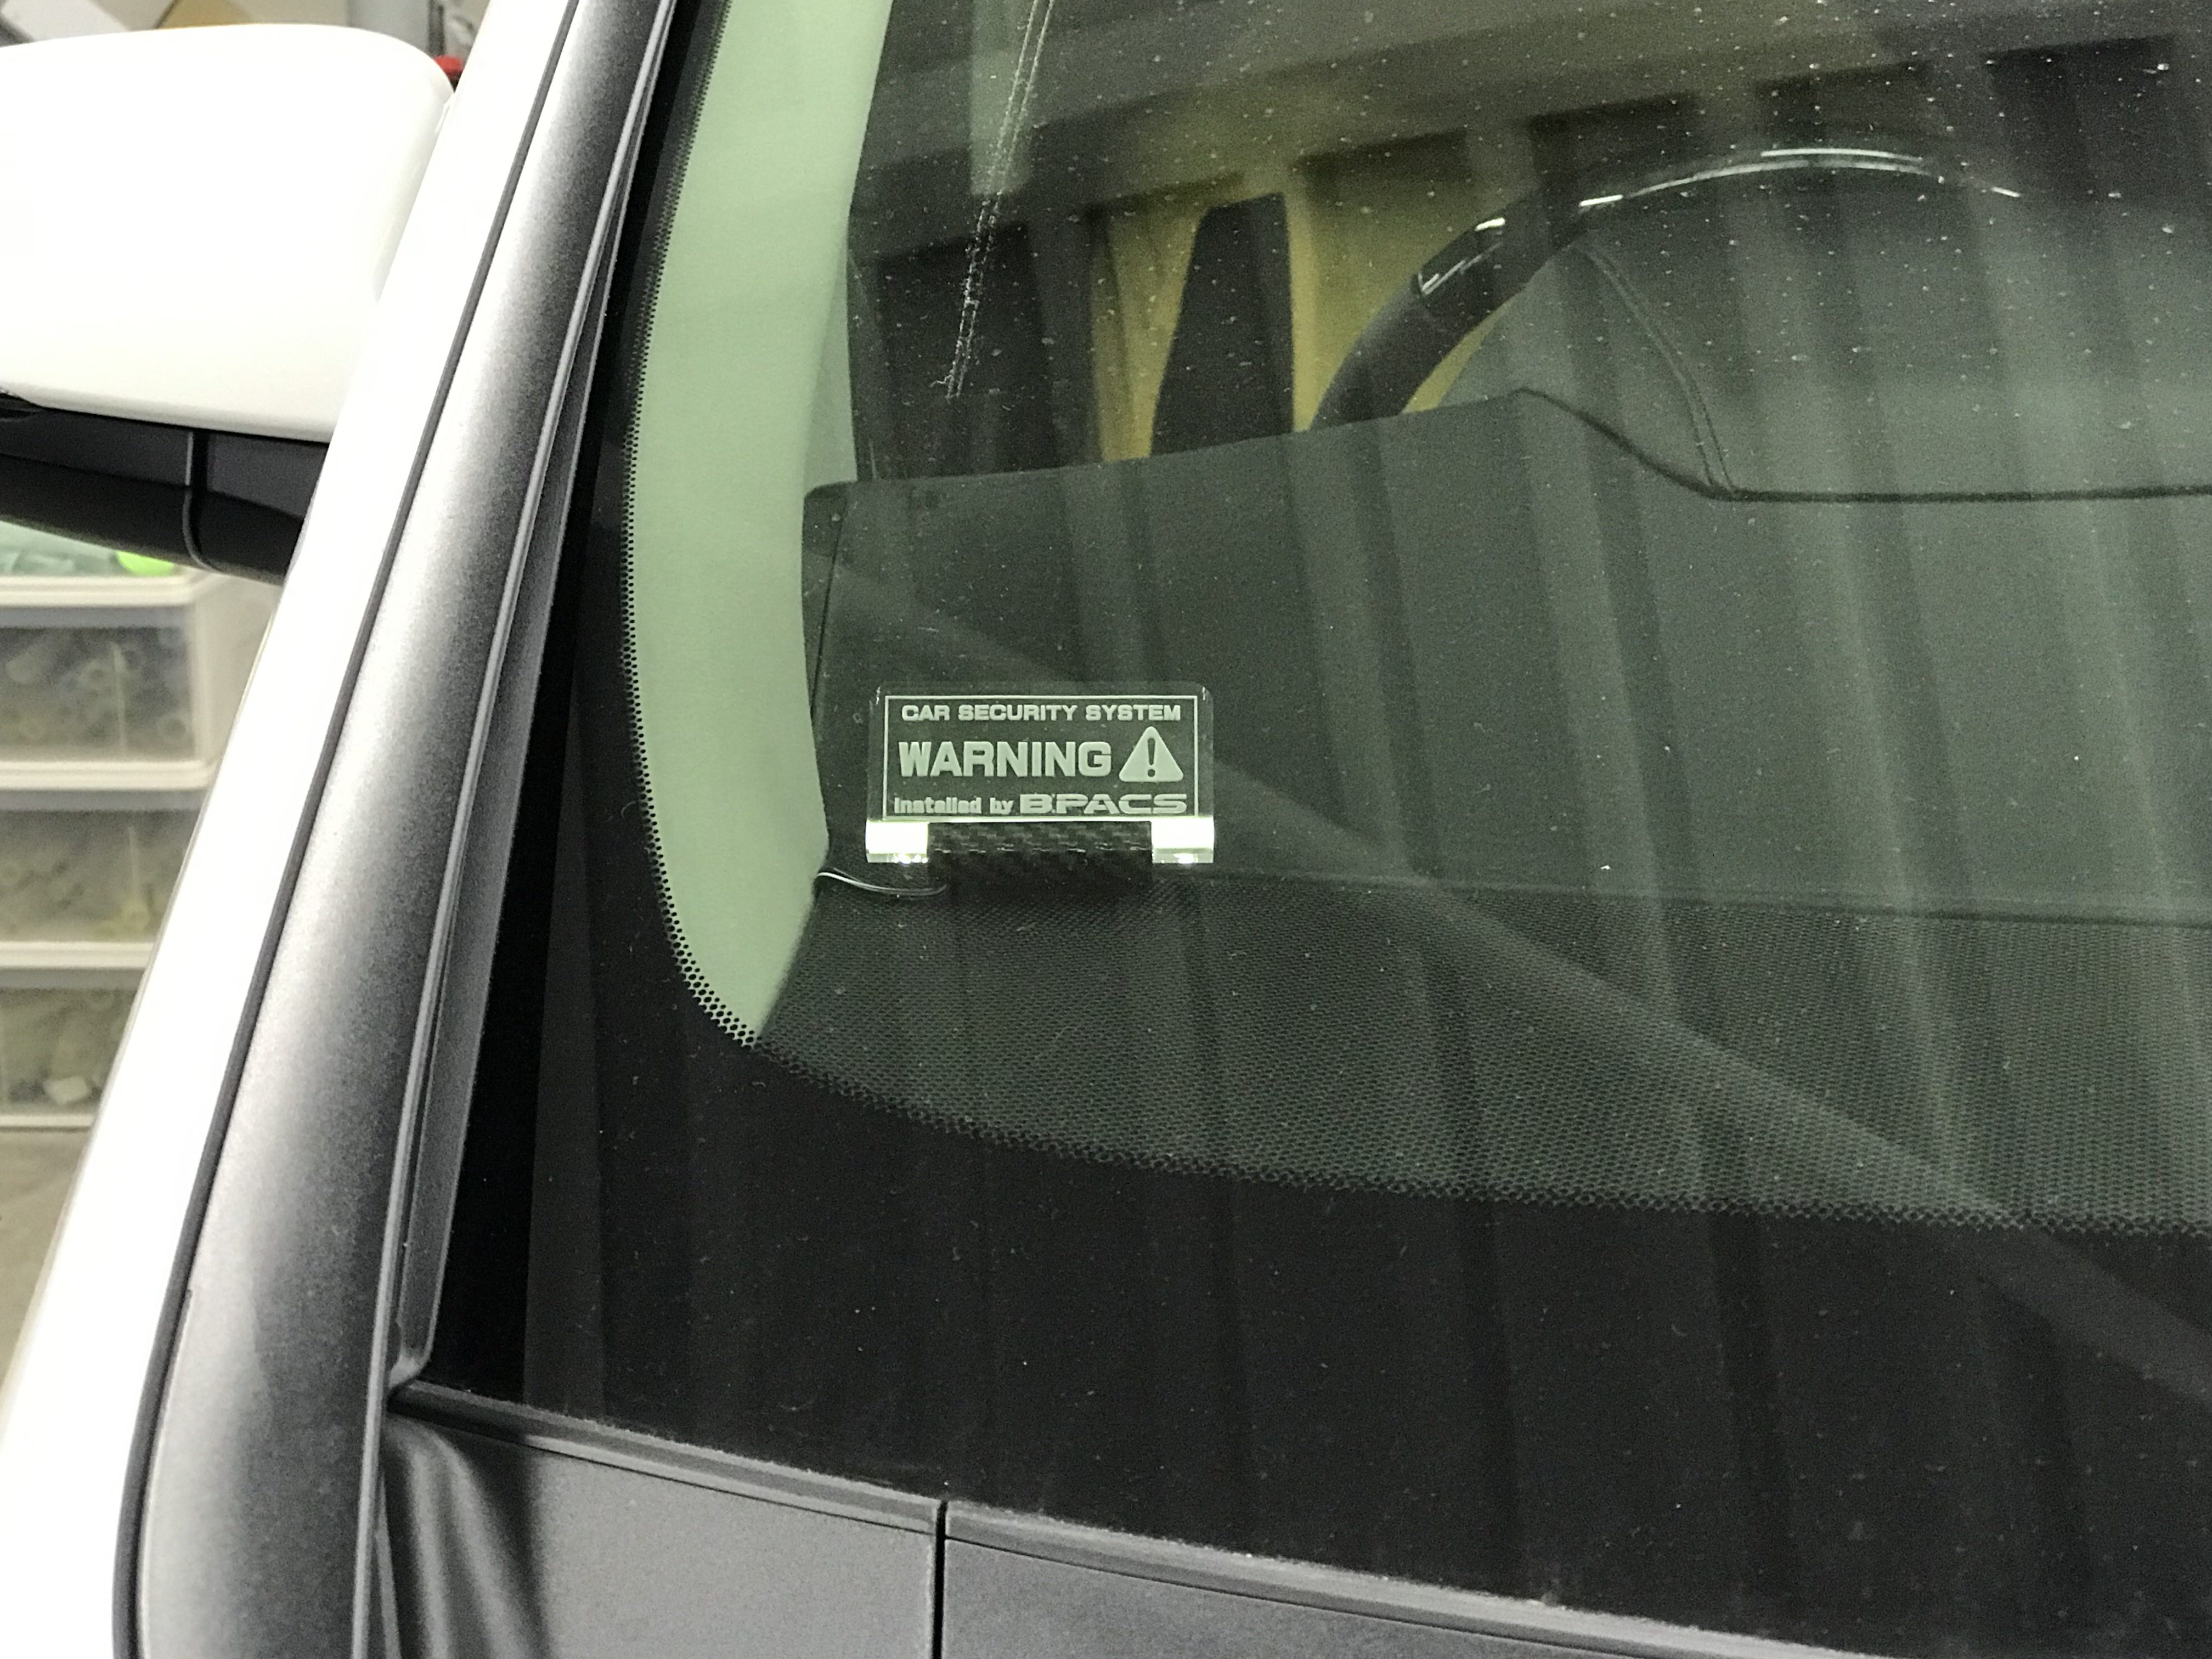 CAR SECURITY SYSTEM
WARNING
installed by B.PACS